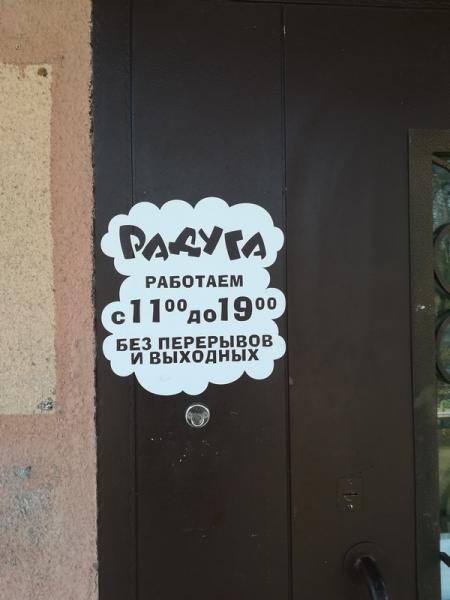 РАДУГА
РАБОТАЕМ
с 11⁰⁰ до 19⁰⁰
БЕЗ ПЕРЕРЫВОВ
И ВЫХОДНЫХ